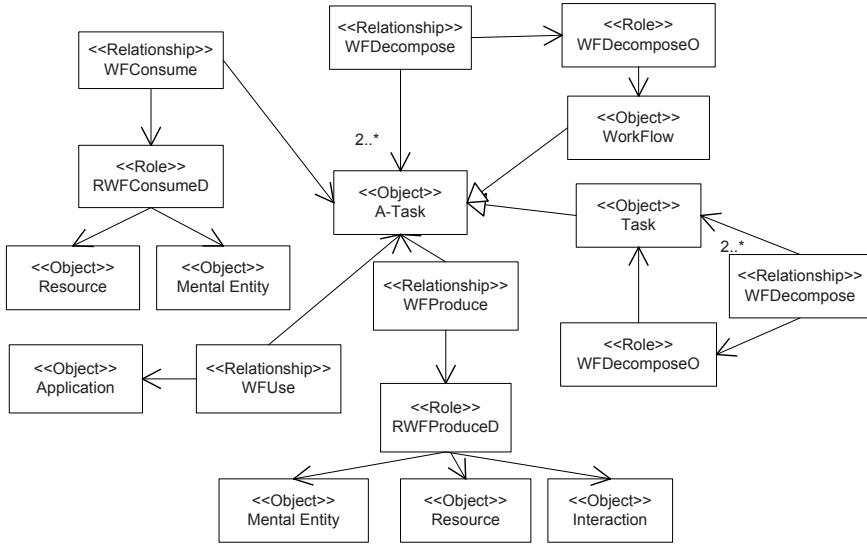 <<Relationship>>
WFConsume
<<Relationship>>
WFDecompose
<<Role>>
WFDecomposeO
<<Object>>
WorkFlow
2..*
<<Role>>
RWFConsumeD
<<Object>>
A-Task
<<Object>>
Task
<<Object>>
Resource
<<Object>>
Mental Entity
2..*
<<Relationship>>
WFProduce
<<Relationship>>
WFDecompose
<<Object>>
Application
<<Relationship>>
WFUse
<<Role>>
WFDecomposeO
<<Role>>
RWFProduceD
<<Object>>
Mental Entity
<<Object>>
Resource
<<Object>>
Interaction